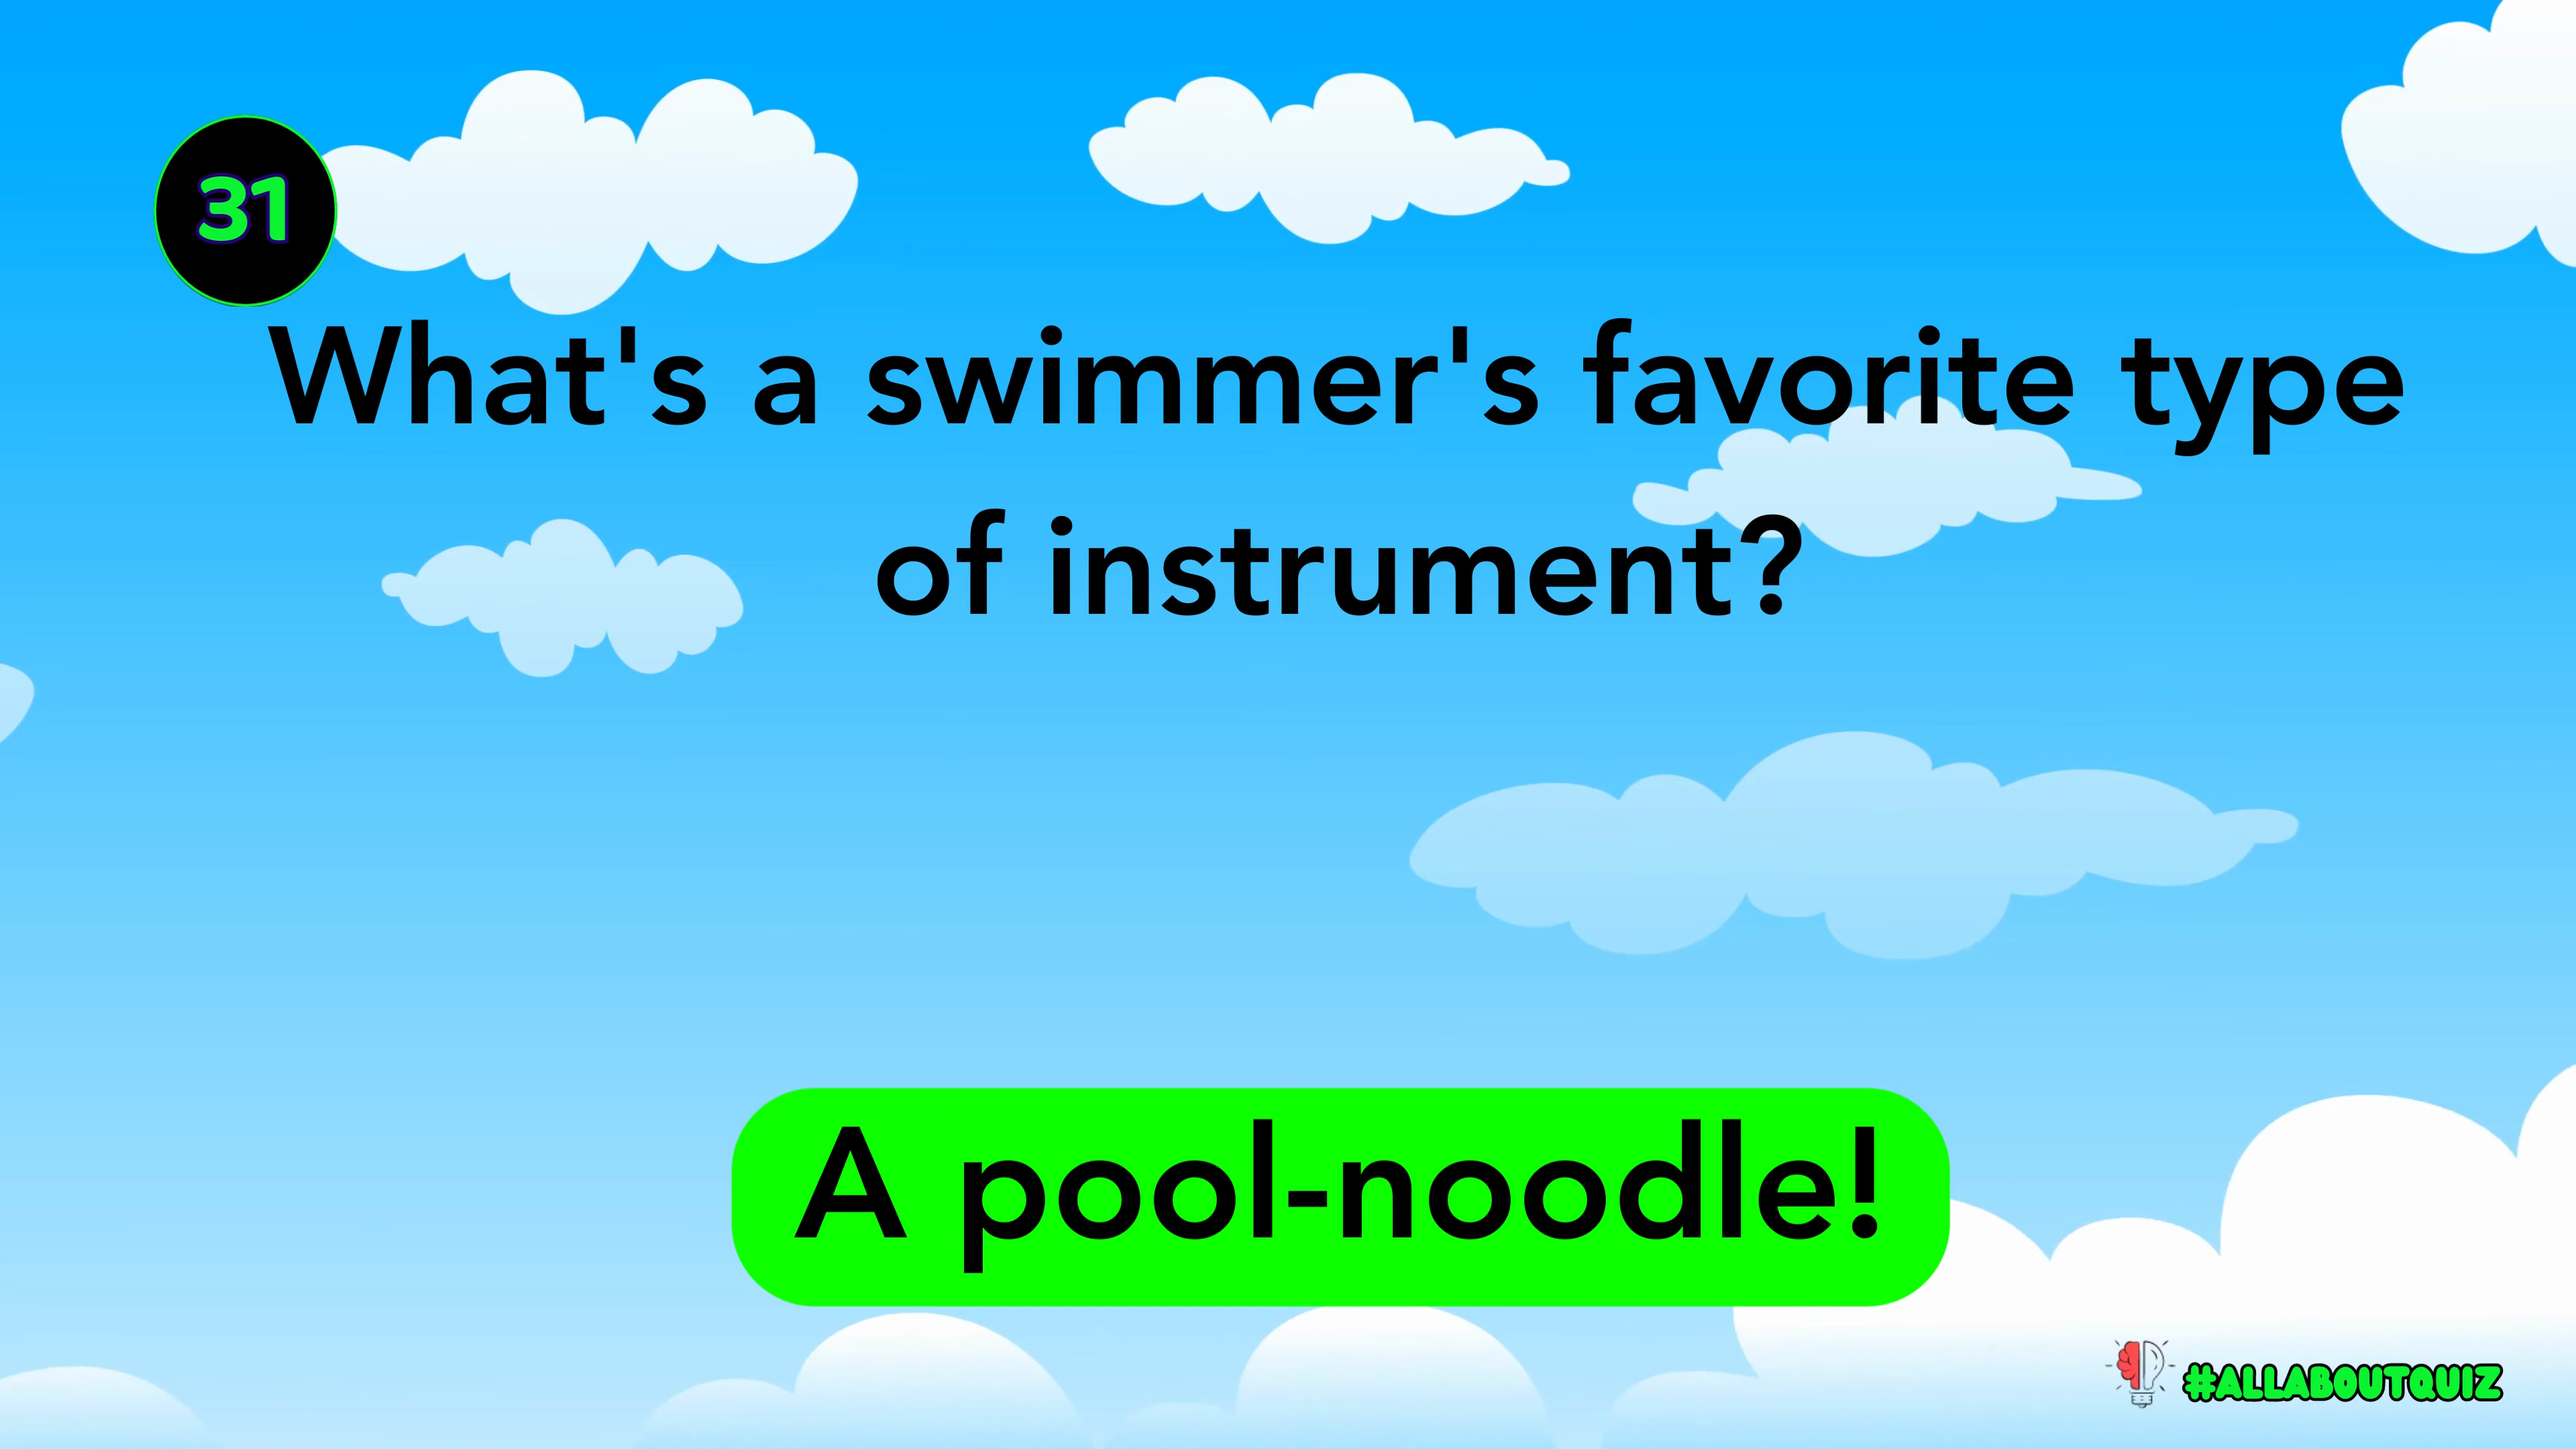 31
What's a swimmer's favorite type
of instrument?
A pool-noodle!
#ALLABOUTQUIZ